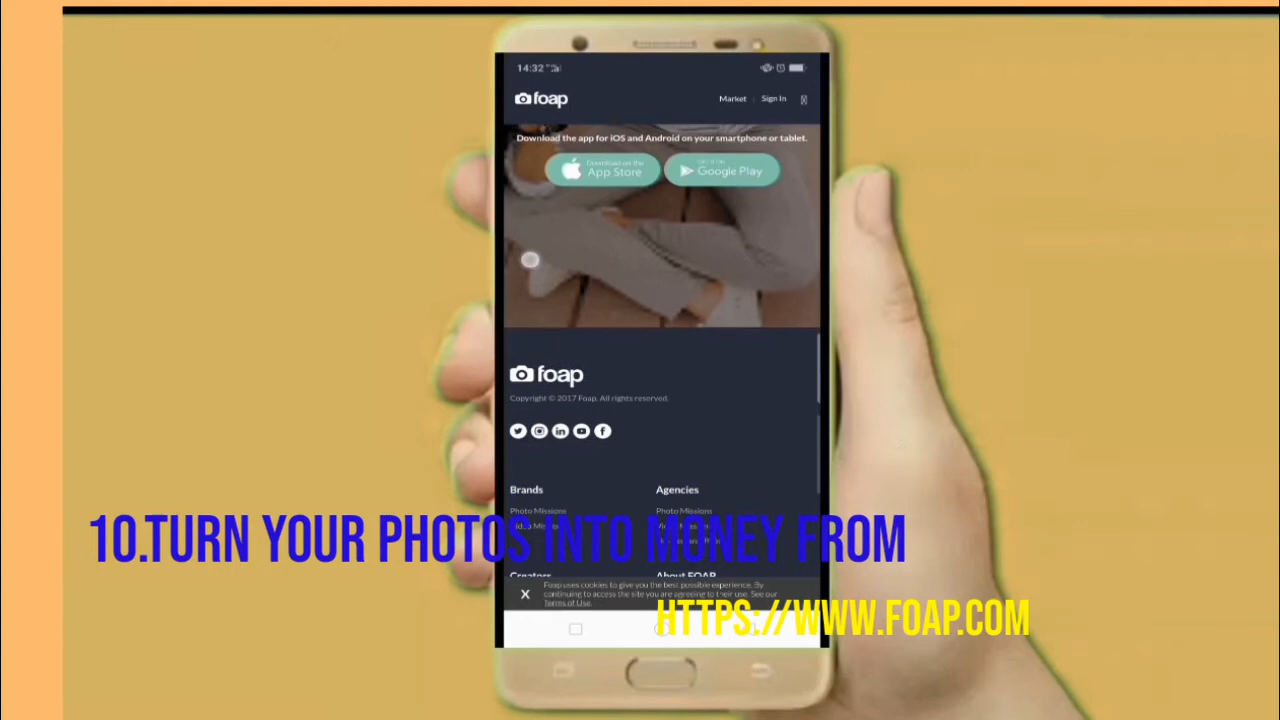 14:32
foap
Market Sign In
Download the app for iOS and Android on your smartphone or tablet.
Download on the
App Store
Google Play
foap
Copyright © 2017 Foap. All rights reserved.
Brands
Agencies
Photo Missions
Photo Missions
10.TURN YOUR PHOTOS INTO MONEY FROM
Creators
About FOAP
Foap uses cookies to give you the best possible experience. By
continuing to access the site you are agreeing to their use. See our
Terms of Use.
X
HTTPS://WWW.FOAP.COM